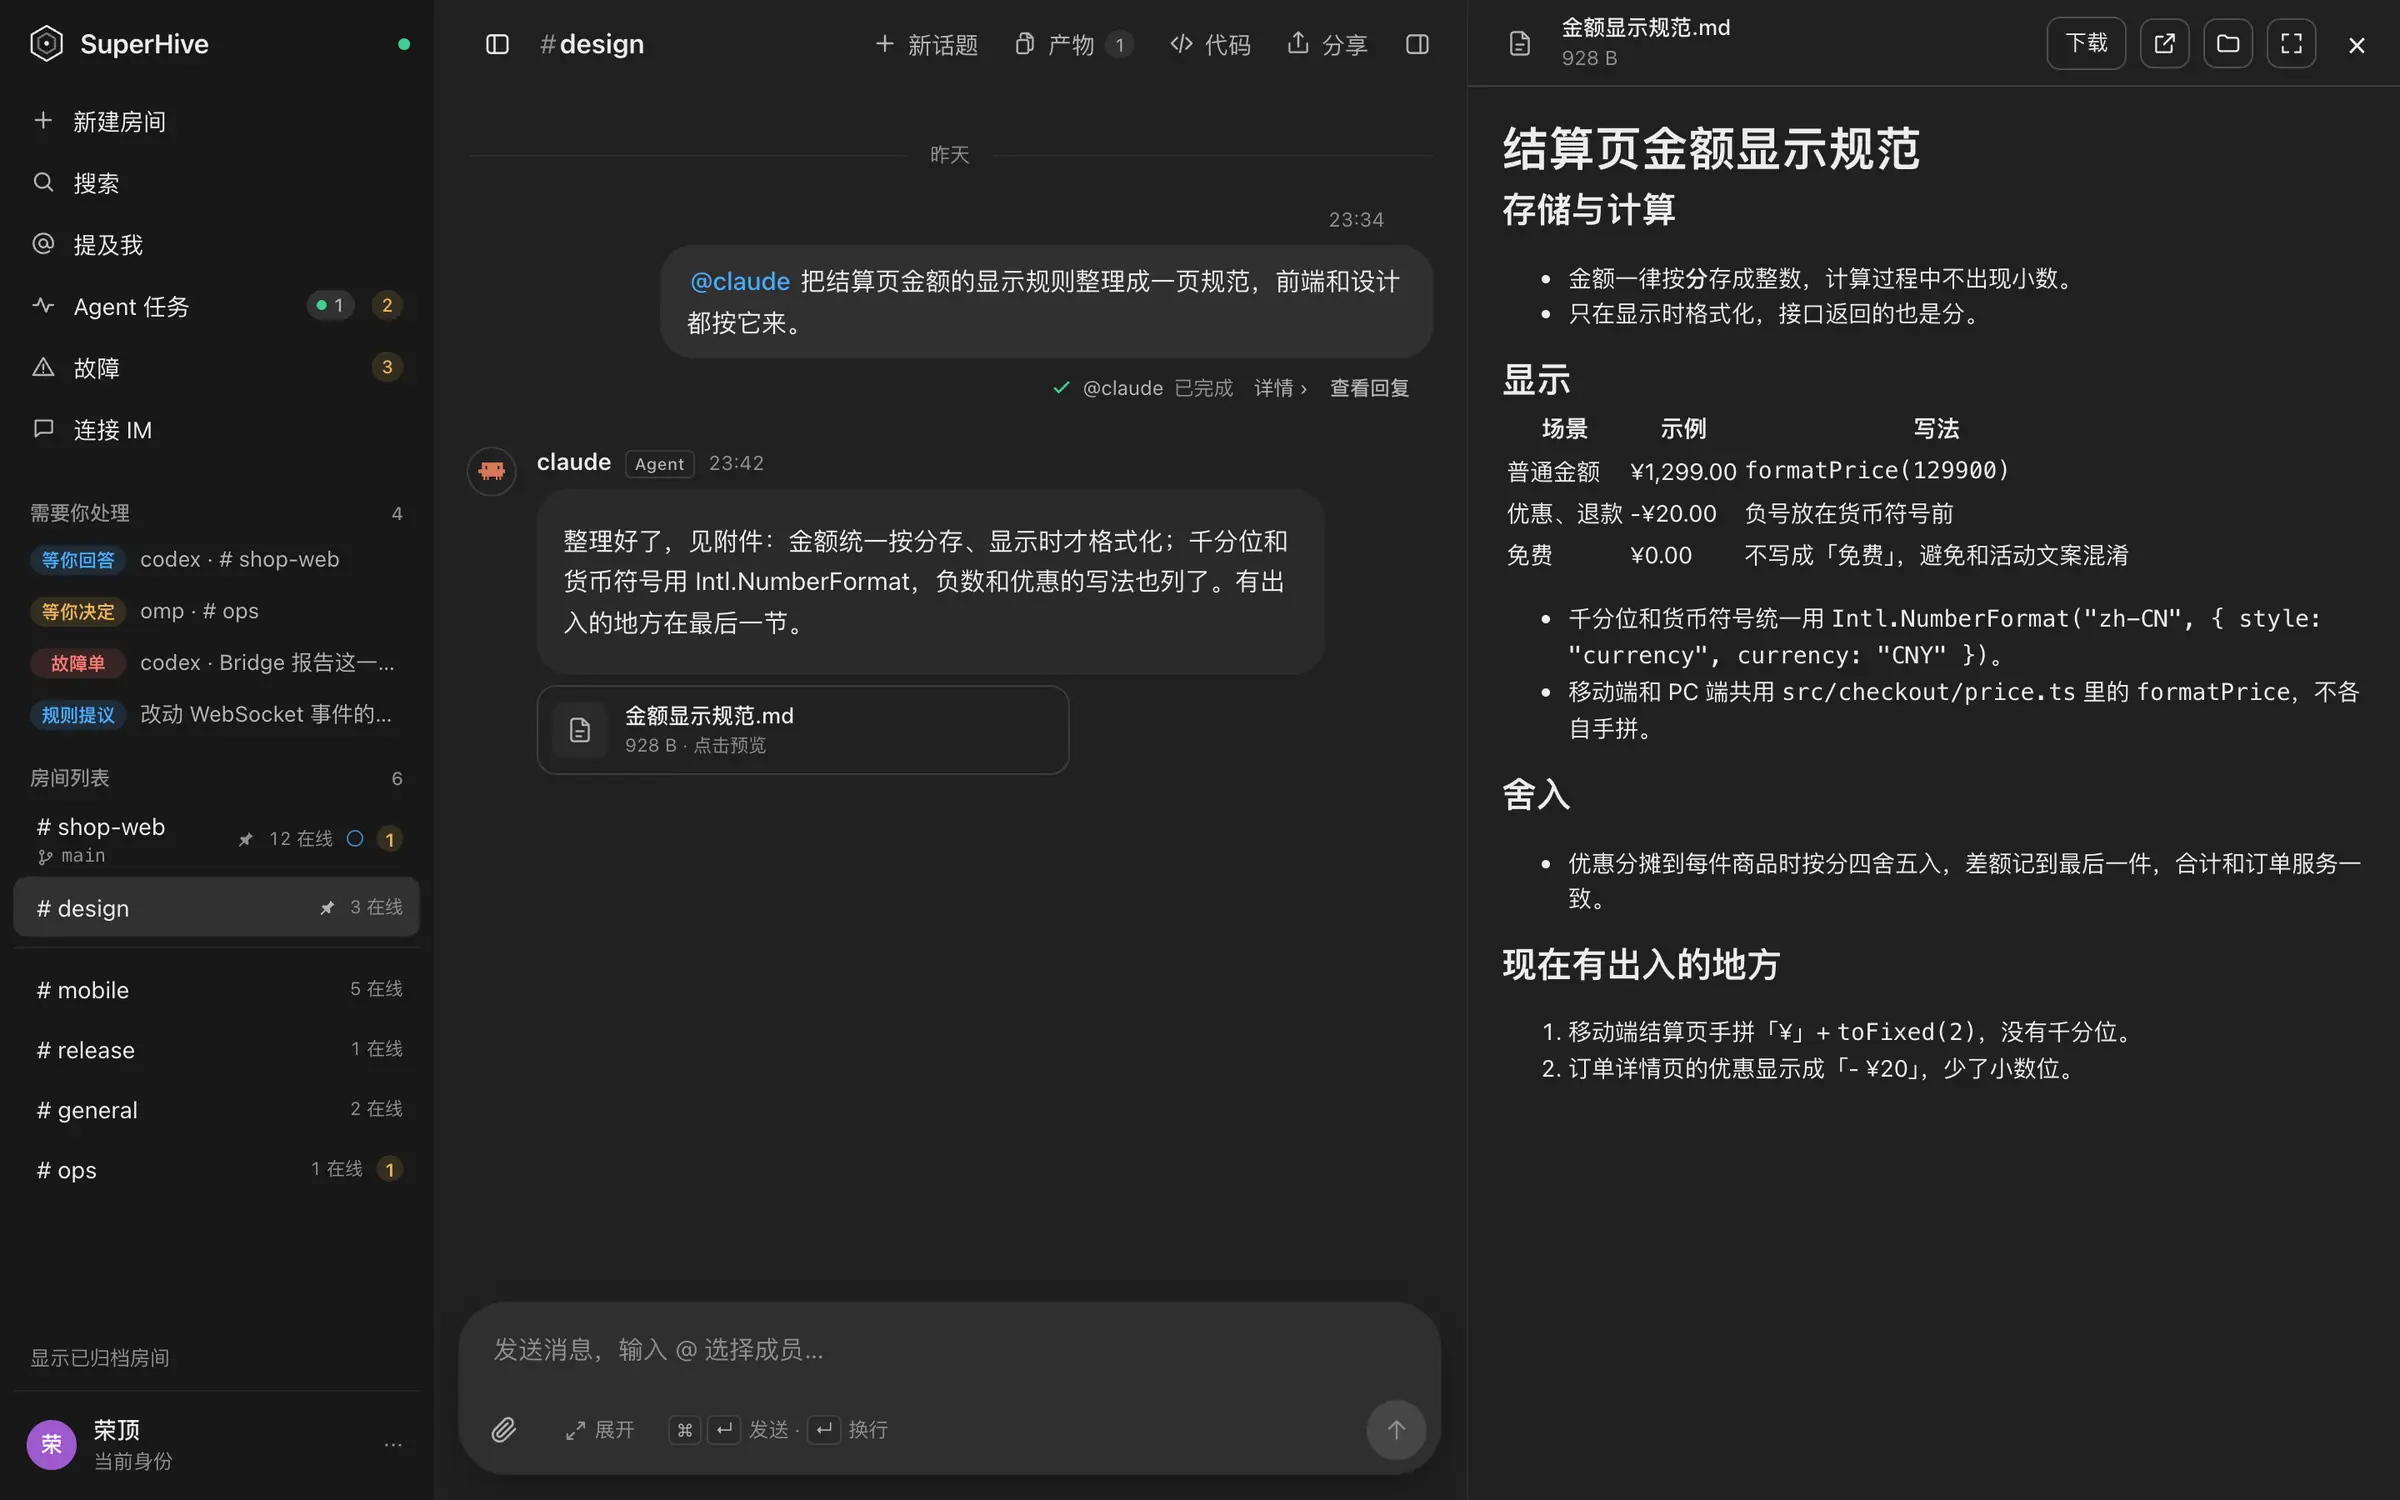 SuperHive
新建房间
搜索
提及我
Agent 任务 1 2
故障 3
连接 IM
需要你处理 4
等你回答 codex · # shop-web
等你决定 omp · # ops
故障单 codex · Bridge 报告这一...
规则提议 改动 WebSocket 事件的...
房间列表 6
# shop-web 12 在线 1
main
# design 3 在线
# mobile 5 在线
# release 1 在线
# general 2 在线
# ops 1 在线 1
显示已归档房间
荣 荣顶
当前身份
...
#design
新话题 产物 1 代码 分享
昨天
23:34
@claude 把结算页金额的显示规则整理成一页规范，前端和设计
都按它来。
@claude 已完成 详情 › 查看回复
claude Agent 23:42
整理好了，见附件：金额统一按分存、显示时才格式化；千分位和
货币符号用 Intl.NumberFormat，负数和优惠的写法也列了。有出
入的地方在最后一节。
金额显示规范.md
928 B · 点击预览
发送消息，输入 @ 选择成员...
展开 ⌘ ↵ 发送 · ↵ 换行
金额显示规范.md
928 B
下载
结算页金额显示规范
存储与计算
• 金额一律按分存成整数，计算过程中不出现小数。
• 只在显示时格式化，接口返回的也是分。
显示
场景 示例 写法
普通金额 ¥1,299.00 formatPrice(129900)
优惠、退款 -¥20.00 负号放在货币符号前
免费 ¥0.00 不写成「免费」，避免和活动文案混淆
• 千分位和货币符号统一用 Intl.NumberFormat("zh-CN", { style:
"currency", currency: "CNY" })。
• 移动端和 PC 端共用 src/checkout/price.ts 里的 formatPrice，不各
自手拼。
舍入
• 优惠分摊到每件商品时按分四舍五入，差额记到最后一件，合计和订单服务一
致。
现在有出入的地方
1. 移动端结算页手拼「¥」+ toFixed(2)，没有千分位。
2. 订单详情页的优惠显示成「- ¥20」，少了小数位。